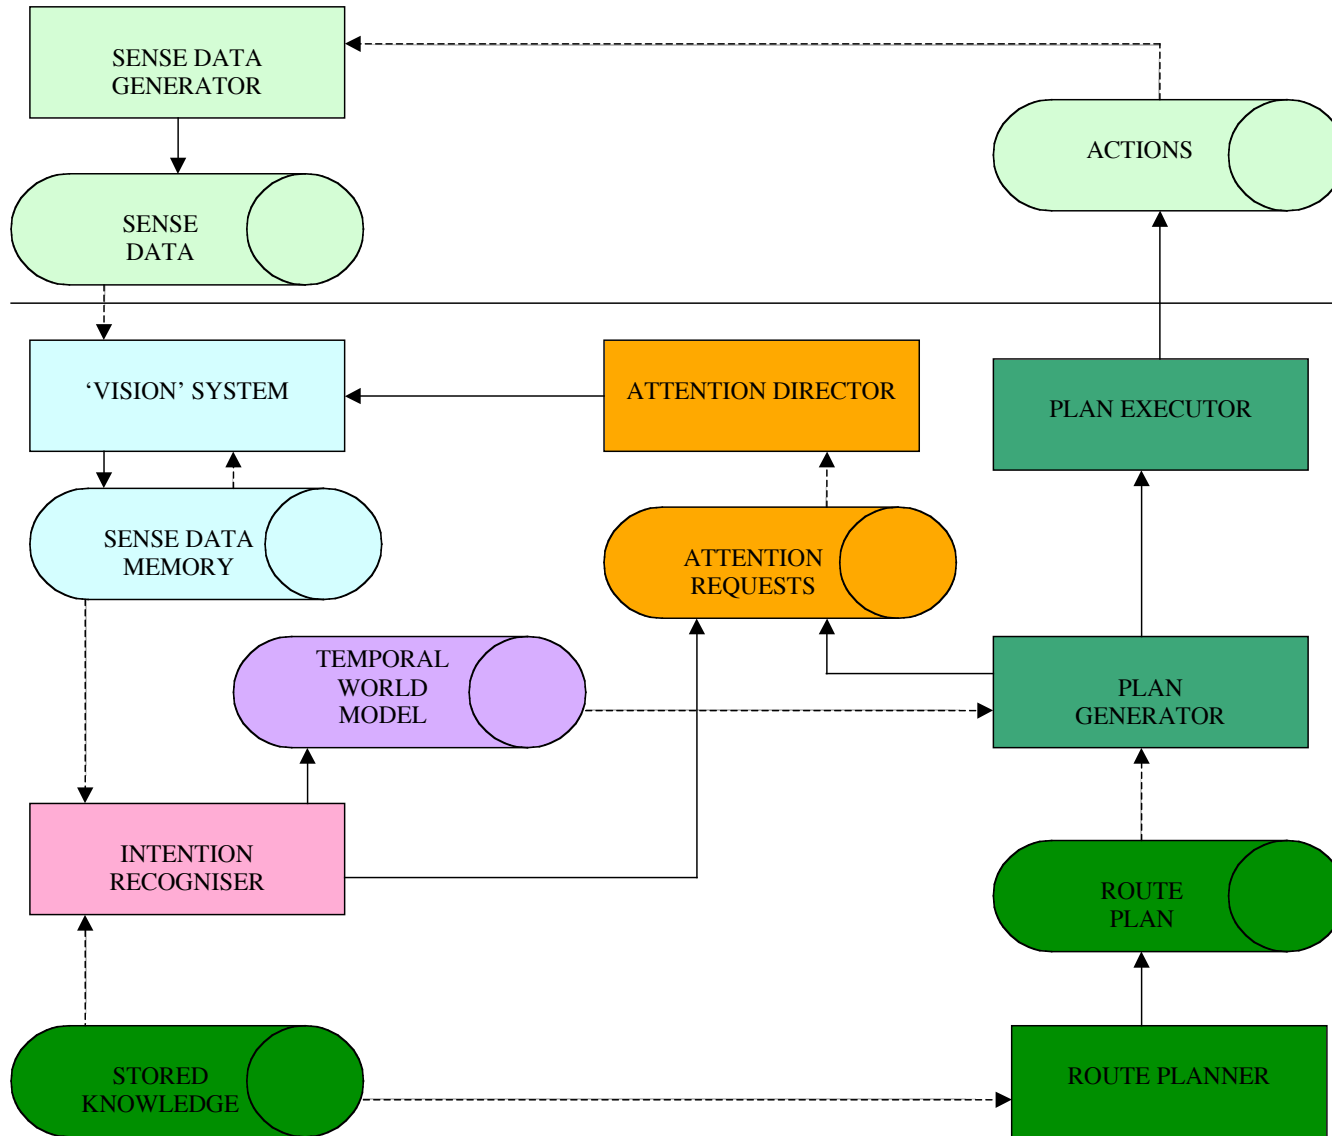 SENSE DATA
GENERATOR
ACTIONS
SENSE
DATA
‘VISION’ SYSTEM
ATTENTION DIRECTOR
PLAN EXECUTOR
SENSE DATA
MEMORY
ATTENTION
REQUESTS
TEMPORAL
WORLD
MODEL
PLAN
GENERATOR
INTENTION
RECOGNISER
ROUTE
PLAN
STORED
KNOWLEDGE
ROUTE PLANNER